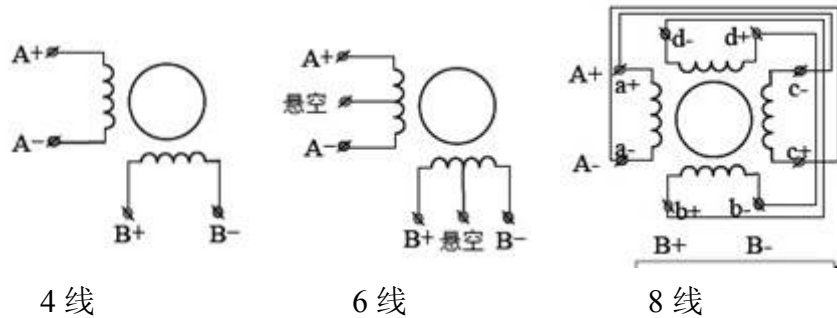 A+
A−
B+ B−
4 线
A+
悬空
A−
B+ 悬空 B−
6 线
d- d+
A+ a+ c-
A- a- c+
b+ b-
B+ B-
8 线